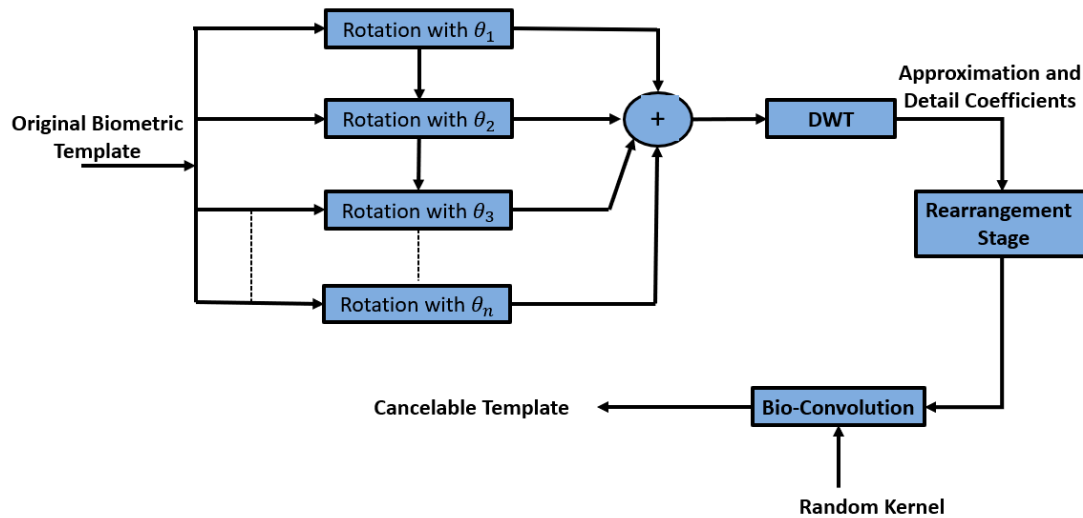 Rotation with θ₁
Original Biometric
Template
Rotation with θ₂
+
DWT
Approximation and
Detail Coefficients
Rotation with θ₃
Rearrangement
Stage
Rotation with θₙ
Cancelable Template
Bio-Convolution
Random Kernel